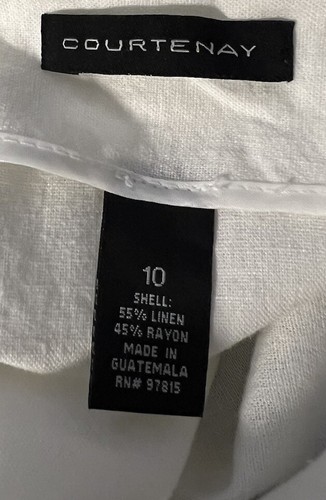 COURTENAY
10
SHELL:
55% LINEN
45% RAYON
MADE IN
GUATEMALA
RN# 97815